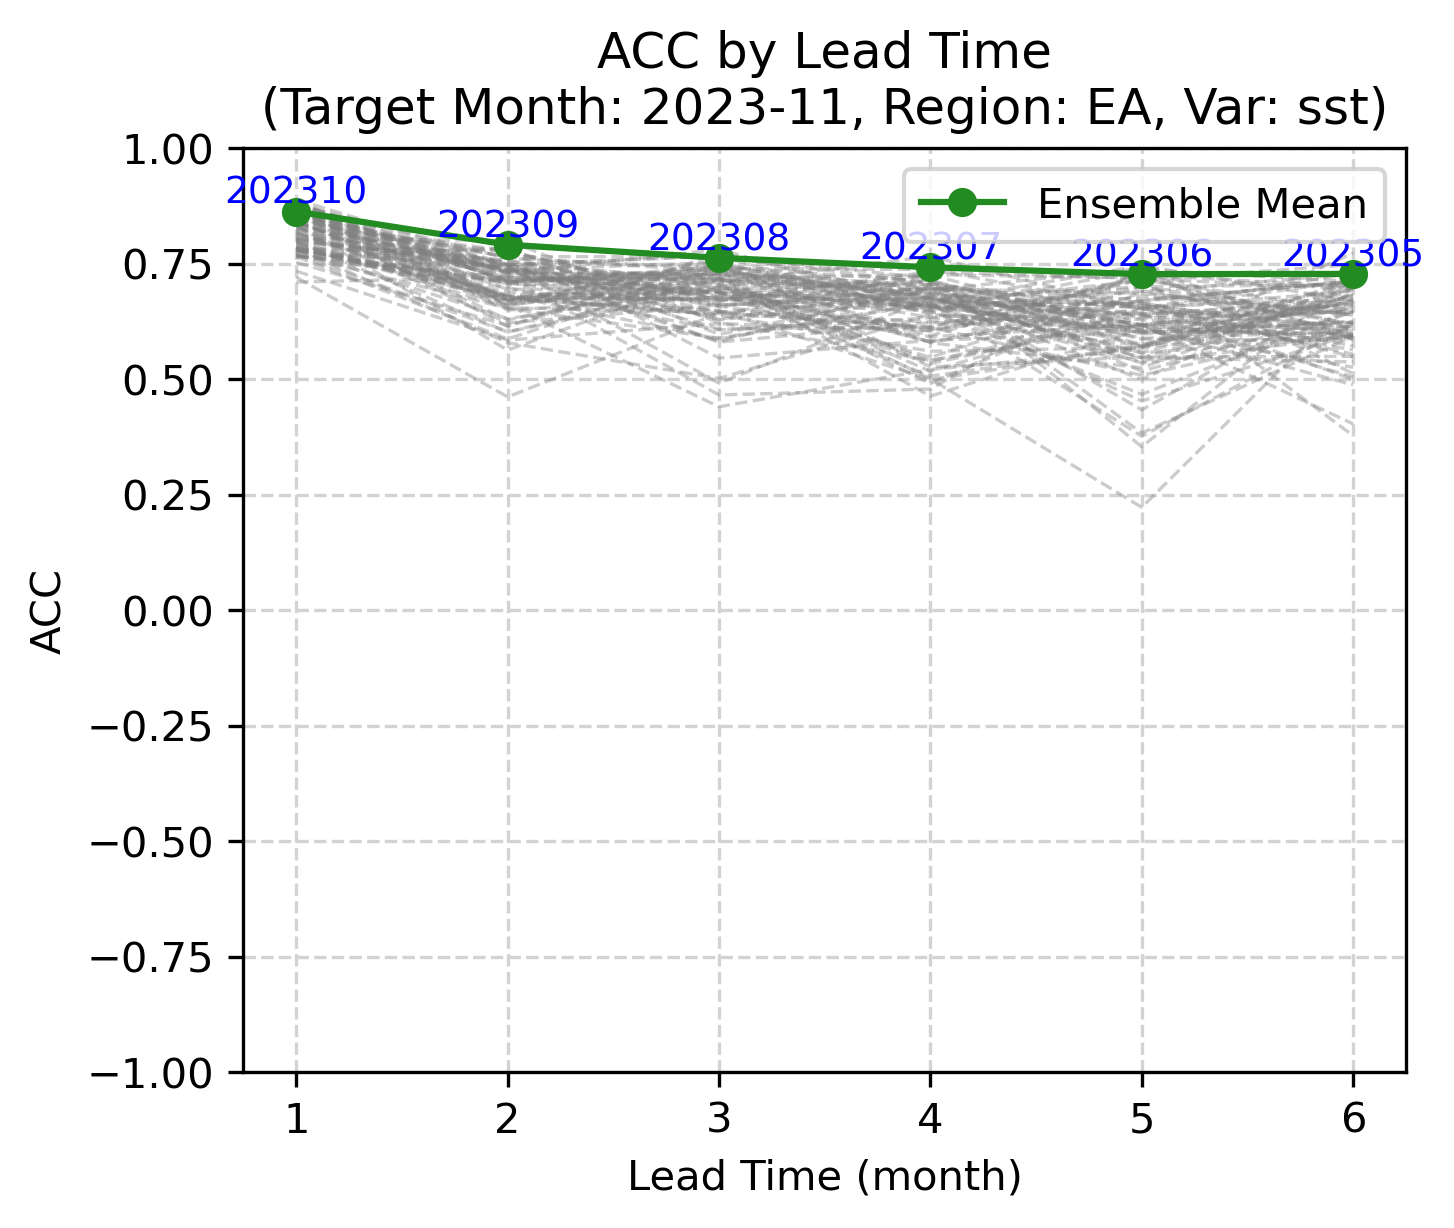 ACC by Lead Time
(Target Month: 2023-11, Region: EA, Var: sst)
Ensemble Mean
202310
202309
202308
202307
202306
202305
1.00
0.75
0.50
0.25
0.00
−0.25
−0.50
−0.75
−1.00
ACC
1 2 3 4 5 6
Lead Time (month)